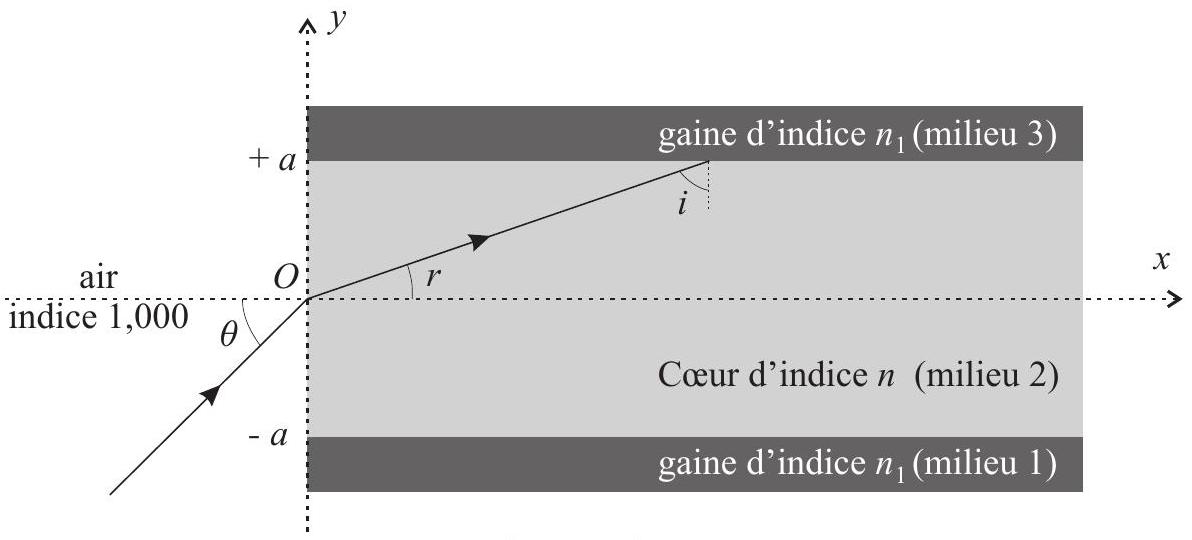 y
gaine d'indice n₁ (milieu 3)
+ a
i
x
air
O
r
indice 1,000
θ
Cœur d'indice n (milieu 2)
- a
gaine d'indice n₁ (milieu 1)